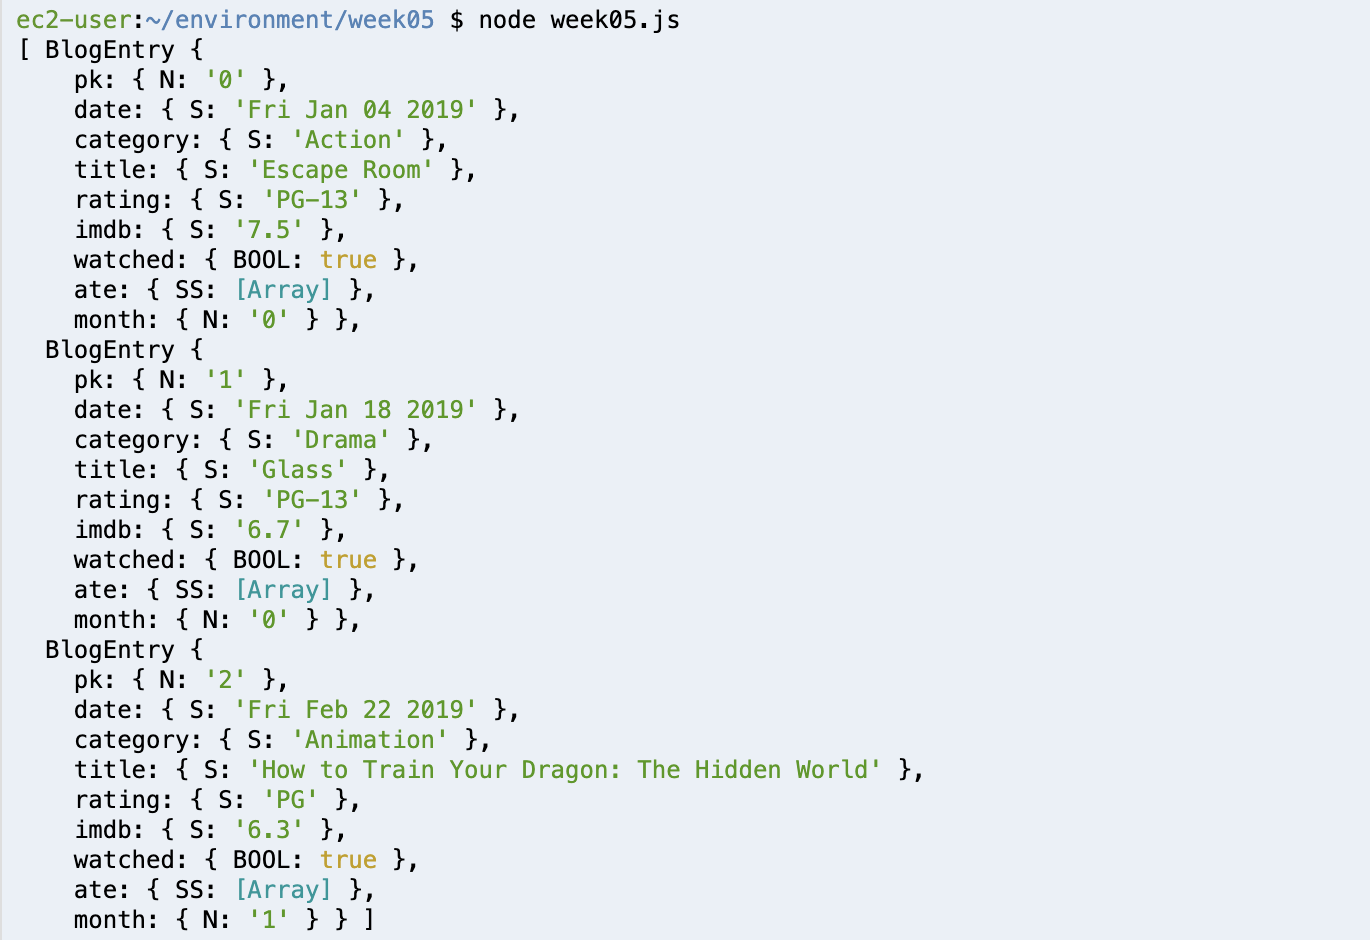 ec2-user:~/environment/week05 $ node week05.js
[ BlogEntry {
    pk: { N: '0' },
    date: { S: 'Fri Jan 04 2019' },
    category: { S: 'Action' },
    title: { S: 'Escape Room' },
    rating: { S: 'PG-13' },
    imdb: { S: '7.5' },
    watched: { BOOL: true },
    ate: { SS: [Array] },
    month: { N: '0' } },
  BlogEntry {
    pk: { N: '1' },
    date: { S: 'Fri Jan 18 2019' },
    category: { S: 'Drama' },
    title: { S: 'Glass' },
    rating: { S: 'PG-13' },
    imdb: { S: '6.7' },
    watched: { BOOL: true },
    ate: { SS: [Array] },
    month: { N: '0' } },
  BlogEntry {
    pk: { N: '2' },
    date: { S: 'Fri Feb 22 2019' },
    category: { S: 'Animation' },
    title: { S: 'How to Train Your Dragon: The Hidden World' },
    rating: { S: 'PG' },
    imdb: { S: '6.3' },
    watched: { BOOL: true },
    ate: { SS: [Array] },
    month: { N: '1' } } ]